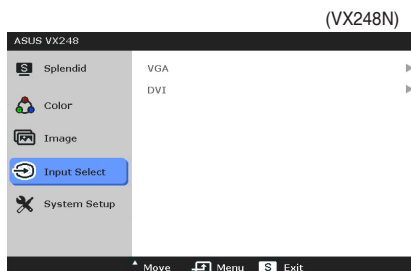 (VX248N)
ASUS VX248
S Splendid
VGA
DVI
Color
Image
Input Select
System Setup
Move Menu S Exit